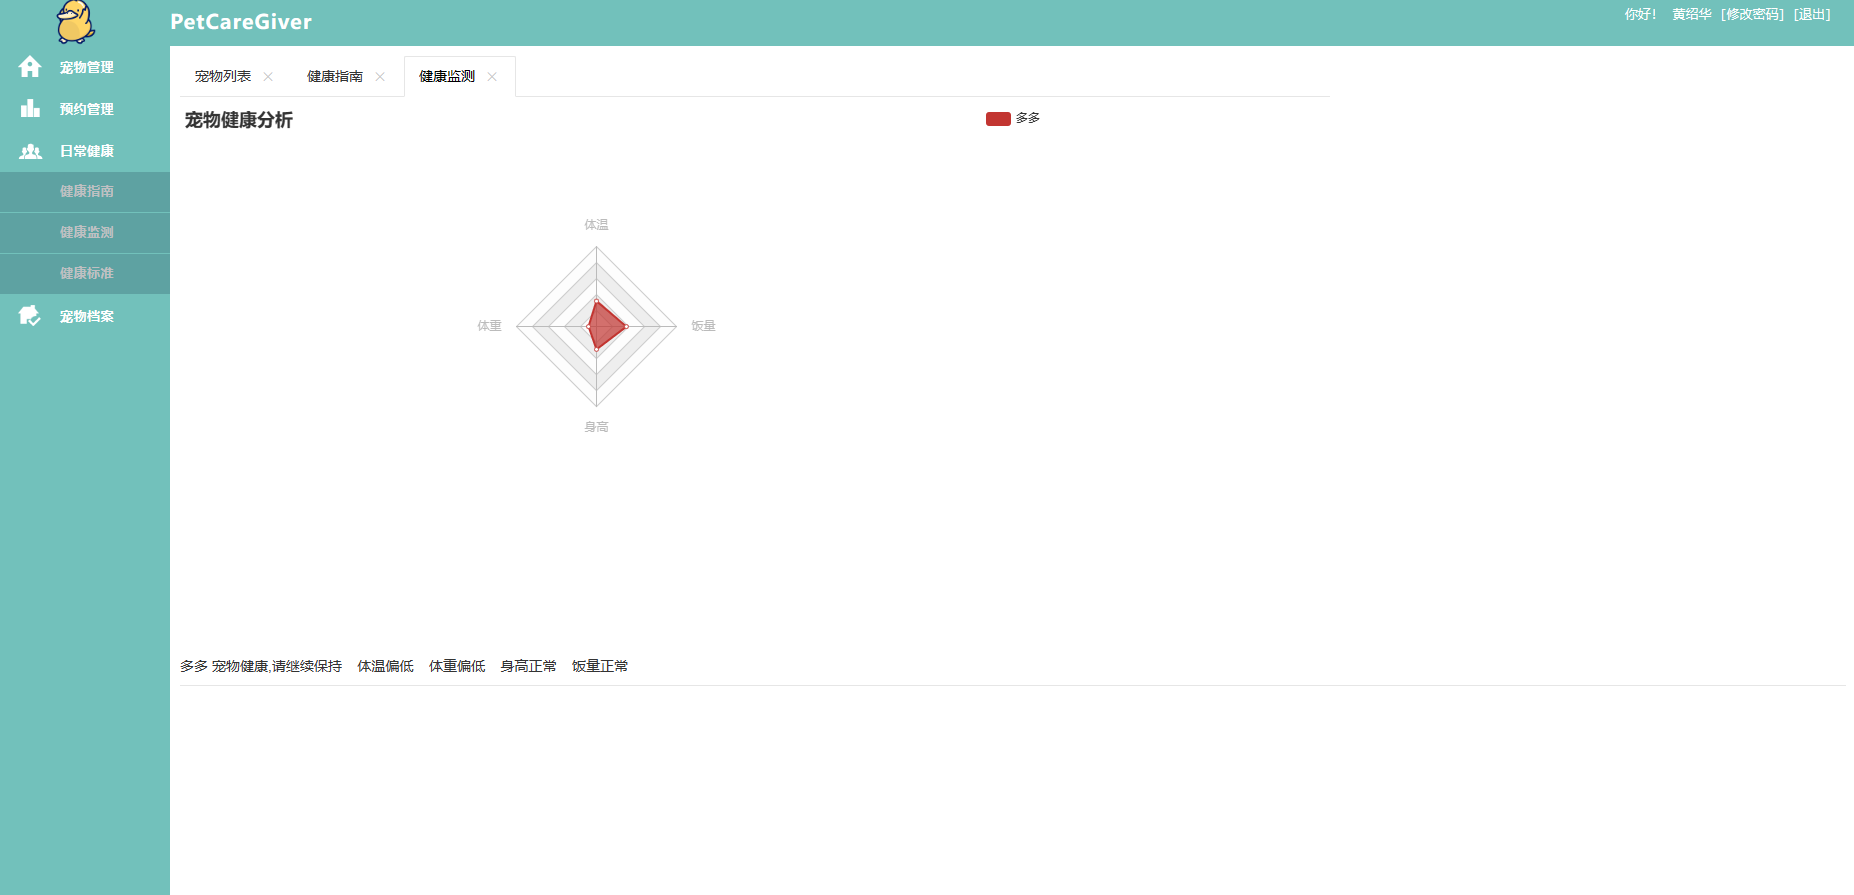 PetCareGiver
你好! 黄绍华 [修改密码] [退出]
宠物管理
预约管理
日常健康
健康指南
健康监测
健康标准
宠物档案
宠物列表 健康指南 健康监测
宠物健康分析
多多
体温
体重 饭量
身高
多多 宠物健康,请继续保持 体温偏低 体重偏低 身高正常 饭量正常